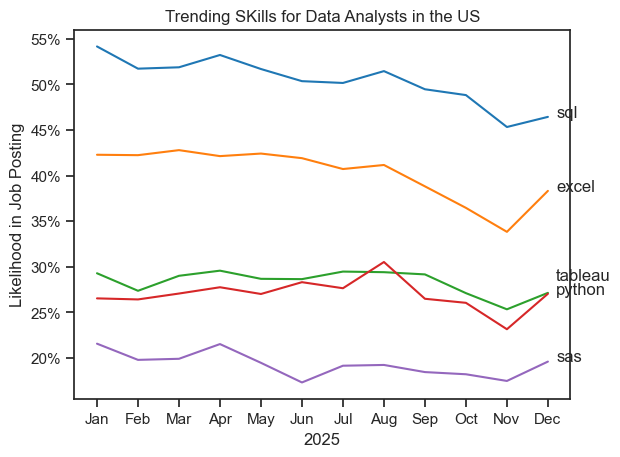 Trending SKills for Data Analysts in the US
Likelihood in Job Posting
55%
50%
45%
40%
35%
30%
25%
20%
sql
excel
tableau
python
sas
Jan Feb Mar Apr May Jun Jul Aug Sep Oct Nov Dec
2025